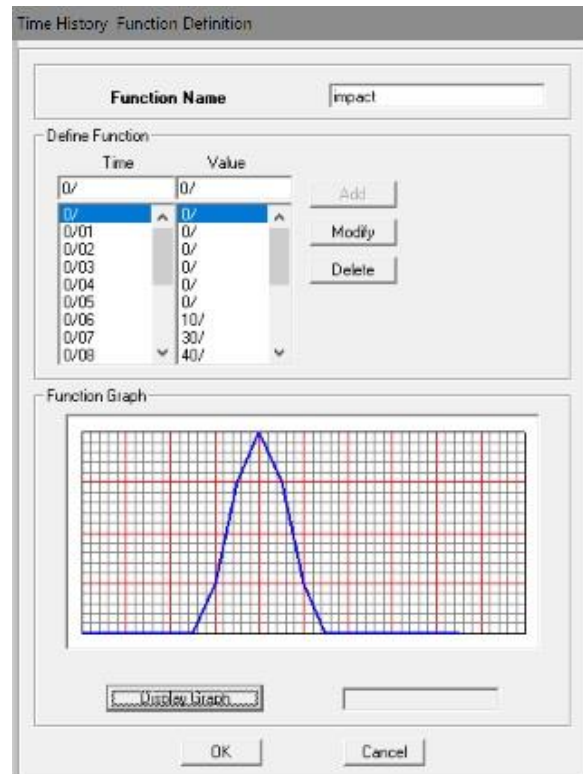 Time History Function Definition
Function Name impact
Define Function
Time Value
0/ 0/
Add
0/ 0/
0/01 0/
0/02 0/
Modify
0/03 0/
0/04 0/
Delete
0/05 0/
0/06 10/
0/07 30/
0/08 40/
Function Graph
Display Graph
OK Cancel